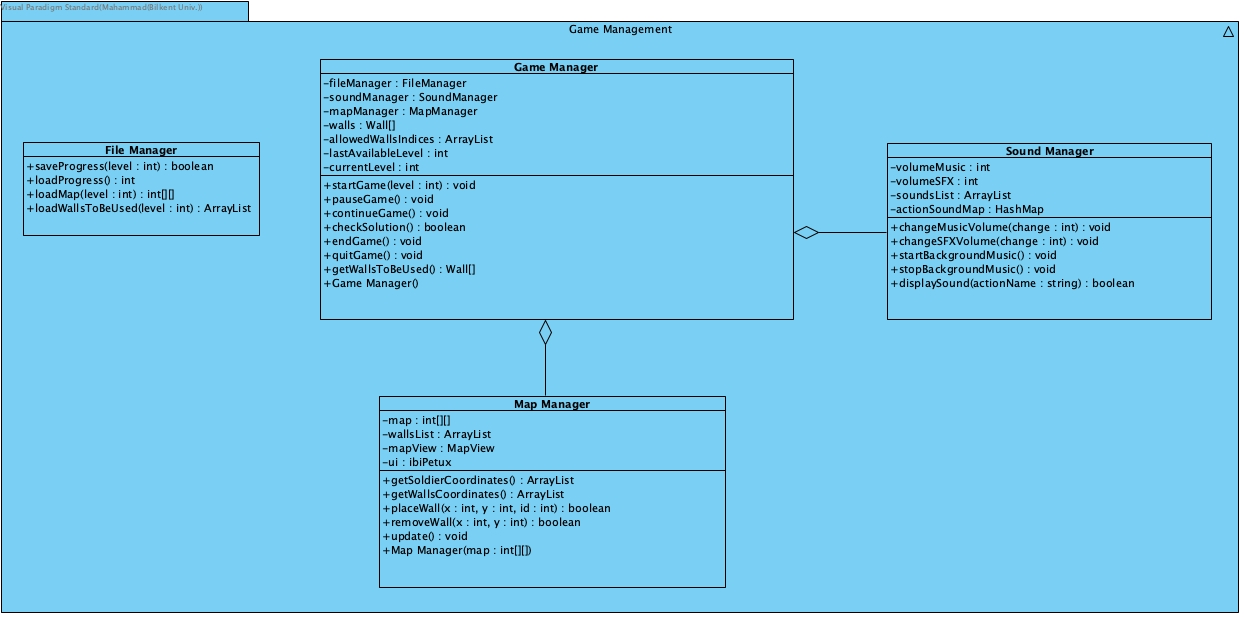 Visual Paradigm Standard(Mahammad(Bilkent Univ.))
Game Management
Game Manager
-fileManager : FileManager
-soundManager : SoundManager
-mapManager : MapManager
-walls : Wall[]
-allowedWallsIndices : ArrayList
-lastAvailableLevel : int
-currentLevel : int
+startGame(level : int) : void
+pauseGame() : void
+continueGame() : void
+checkSolution() : boolean
+endGame() : void
+quitGame() : void
+getWallsToBeUsed() : Wall[]
+Game Manager()
File Manager
+saveProgress(level : int) : boolean
+loadProgress() : int
+loadMap(level : int) : int[][]
+loadWallsToBeUsed(level : int) : ArrayList
Sound Manager
-volumeMusic : int
-volumeSFX : int
-soundsList : ArrayList
-actionSoundMap : HashMap
+changeMusicVolume(change : int) : void
+changeSFXVolume(change : int) : void
+startBackgroundMusic() : void
+stopBackgroundMusic() : void
+displaySound(actionName : string) : boolean
Map Manager
-map : int[][]
-wallsList : ArrayList
-mapView : MapView
-ui : ibiPetux
+getSoldierCoordinates() : ArrayList
+getWallsCoordinates() : ArrayList
+placeWall(x : int, y : int, id : int) : boolean
+removeWall(x : int, y : int) : boolean
+update() : void
+Map Manager(map : int[][])